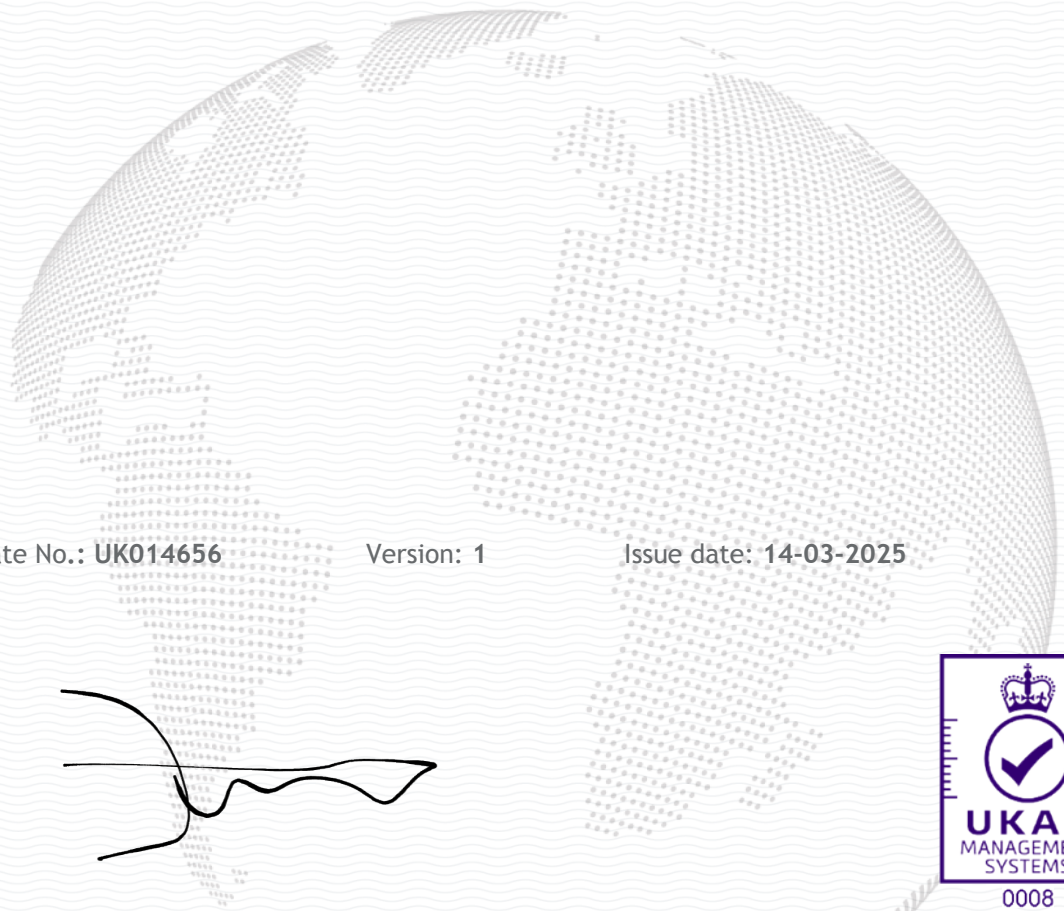 te No.: UK014656 Version: 1 Issue date: 14-03-2025
UKA
MANAGEME
SYSTEMS
0008